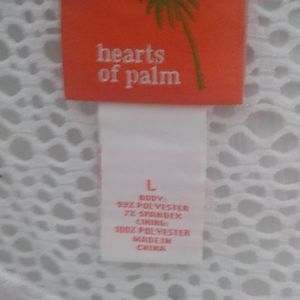 hearts
of palm
L
BODY:
93% POLYESTER
7% SPANDEX
LINING:
100% POLYESTER
MADE IN
CHINA